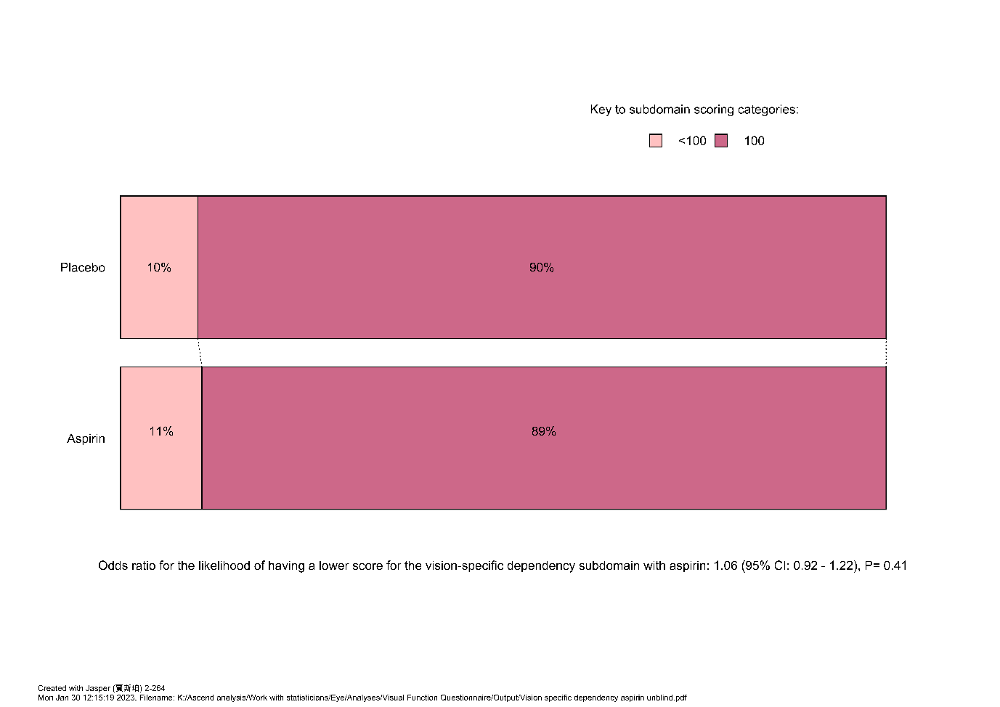 Key to subdomain scoring categories:
<100 100
Placebo 10% 90%
11% 89%
Aspirin
Odds ratio for the likelihood of having a lower score for the vision-specific dependency subdomain with aspirin: 1.06 (95% CI: 0.92 - 1.22), P= 0.41
Created with Jasper (賈斯珀) 2-264
Mon Jan 30 12:15:19 2023. Filename: K:/Ascend analysis/Work with statisticians/Eye/Analyses/Visual Function Questionnaire/Output/Vision specific dependency aspirin unblind.pdf